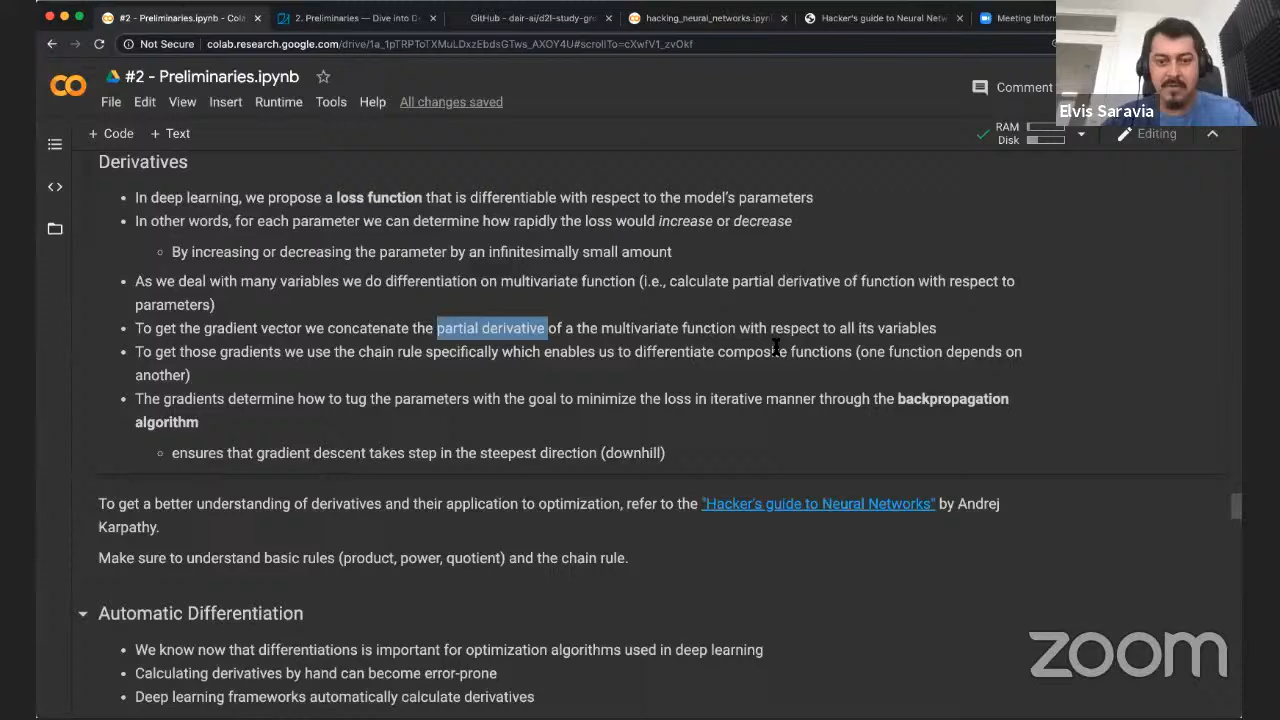 #2 - Preliminaries.ipynb - Cola
2. Preliminaries — Dive into D
GitHub - dair-ai/d2l-study-gro
hacking_neural_networks.ipynb
Hacker's guide to Neural Netw
Meeting Inform
Not Secure
colab.research.google.com/drive/1a_1pTRPToTXMuLDxzEbdsGTws_AXOY4U#scrollTo=cXwfV1_zvOkf
#2 - Preliminaries.ipynb
File Edit View Insert Runtime Tools Help All changes saved
Comment
Elvis Saravia
+ Code + Text
RAM
Disk
Editing
Derivatives
In deep learning, we propose a loss function that is differentiable with respect to the model's parameters
In other words, for each parameter we can determine how rapidly the loss would increase or decrease
By increasing or decreasing the parameter by an infinitesimally small amount
As we deal with many variables we do differentiation on multivariate function (i.e., calculate partial derivative of function with respect to
parameters)
To get the gradient vector we concatenate the partial derivative of a the multivariate function with respect to all its variables
To get those gradients we use the chain rule specifically which enables us to differentiate composite functions (one function depends on
another)
The gradients determine how to tug the parameters with the goal to minimize the loss in iterative manner through the backpropagation
algorithm
ensures that gradient descent takes step in the steepest direction (downhill)
To get a better understanding of derivatives and their application to optimization, refer to the "Hacker's guide to Neural Networks" by Andrej
Karpathy.
Make sure to understand basic rules (product, power, quotient) and the chain rule.
Automatic Differentiation
We know now that differentiations is important for optimization algorithms used in deep learning
Calculating derivatives by hand can become error-prone
Deep learning frameworks automatically calculate derivatives
zoom